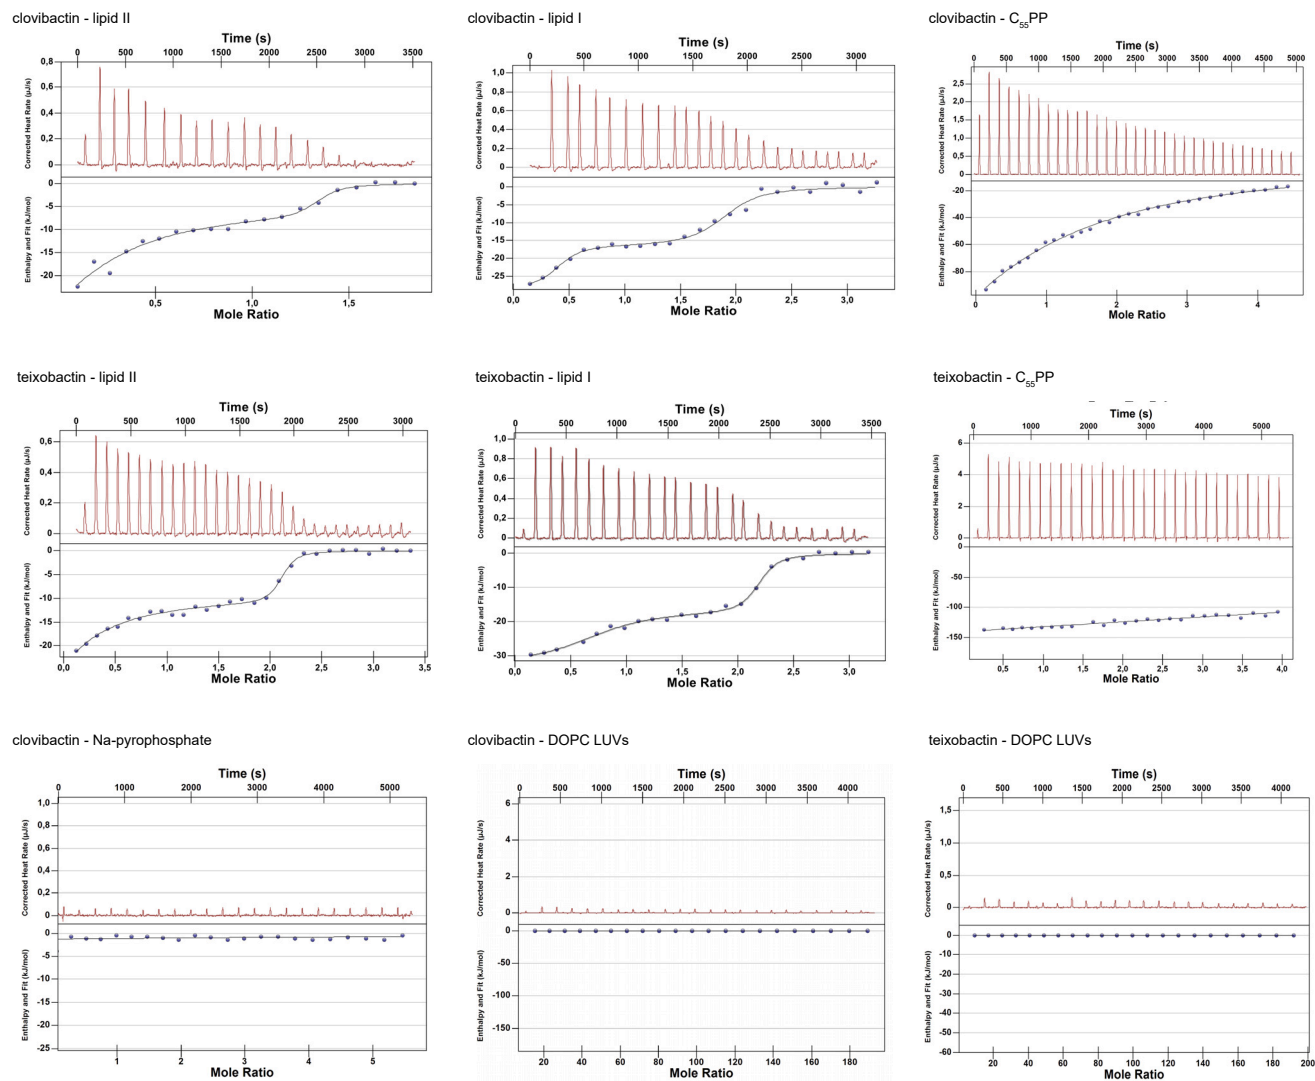 clovibactin - lipid II
Time (s)
0 500 1000 1500 2000 2500 3000 3500
Corrected Heat Rate (µJ/s)
0,8
0,6
0,4
0,2
0
Enthalpy and Fit (kJ/mol)
0
-5
-10
-15
-20
0,5 1,0 1,5
Mole Ratio
clovibactin - lipid I
Time (s)
0 500 1000 1500 2000 2500 3000
Corrected Heat Rate (µJ/s)
1,0
0,8
0,6
0,4
0,2
0
Enthalpy and Fit (kJ/mol)
0
-5
-10
-15
-20
-25
0,0 0,5 1,0 1,5 2,0 2,5 3,0
Mole Ratio
clovibactin - C₅₅PP
Time (s)
0 500 1000 1500 2000 2500 3000 3500 4000 4500 5000
Corrected Heat Rate (µJ/s)
2,5
2,0
1,5
1,0
0,5
0
Enthalpy and Fit (kJ/mol)
-20
-40
-60
-80
0 1 2 3 4
Mole Ratio
teixobactin - lipid II
Time (s)
0 500 1000 1500 2000 2500 3000
Corrected Heat Rate (µJ/s)
0,6
0,4
0,2
0
Enthalpy and Fit (kJ/mol)
0
-5
-10
-15
-20
0,0 0,5 1,0 1,5 2,0 2,5 3,0 3,5
Mole Ratio
teixobactin - lipid I
Time (s)
0 500 1000 1500 2000 2500 3000 3500
Corrected Heat Rate (µJ/s)
1,0
0,8
0,6
0,4
0,2
0
Enthalpy and Fit (kJ/mol)
0
-10
-20
-30
0,0 0,5 1,0 1,5 2,0 2,5 3,0
Mole Ratio
teixobactin - C₅₅PP
Time (s)
0 1000 2000 3000 4000 5000
Corrected Heat Rate (µJ/s)
6
4
2
0
Enthalpy and Fit (kJ/mol)
0
-50
-100
-150
0,5 1,0 1,5 2,0 2,5 3,0 3,5 4,0
Mole Ratio
clovibactin - Na-pyrophosphate
Time (s)
0 1000 2000 3000 4000 5000
Corrected Heat Rate (µJ/s)
1,0
0,8
0,6
0,4
0,2
0
Enthalpy and Fit (kJ/mol)
0
-5
-10
-15
-20
-25
1 2 3 4 5
Mole Ratio
clovibactin - DOPC LUVs
Time (s)
0 500 1000 1500 2000 2500 3000 3500 4000
Corrected Heat Rate (µJ/s)
6
4
2
0
Enthalpy and Fit (kJ/mol)
0
-50
-100
-150
20 40 60 80 100 120 140 160 180
Mole Ratio
teixobactin - DOPC LUVs
Time (s)
0 500 1000 1500 2000 2500 3000 3500 4000
Corrected Heat Rate (µJ/s)
1,5
1,0
0,5
0
Enthalpy and Fit (kJ/mol)
0
-10
-20
-30
-40
-50
-60
20 40 60 80 100 120 140 160 180 200
Mole Ratio